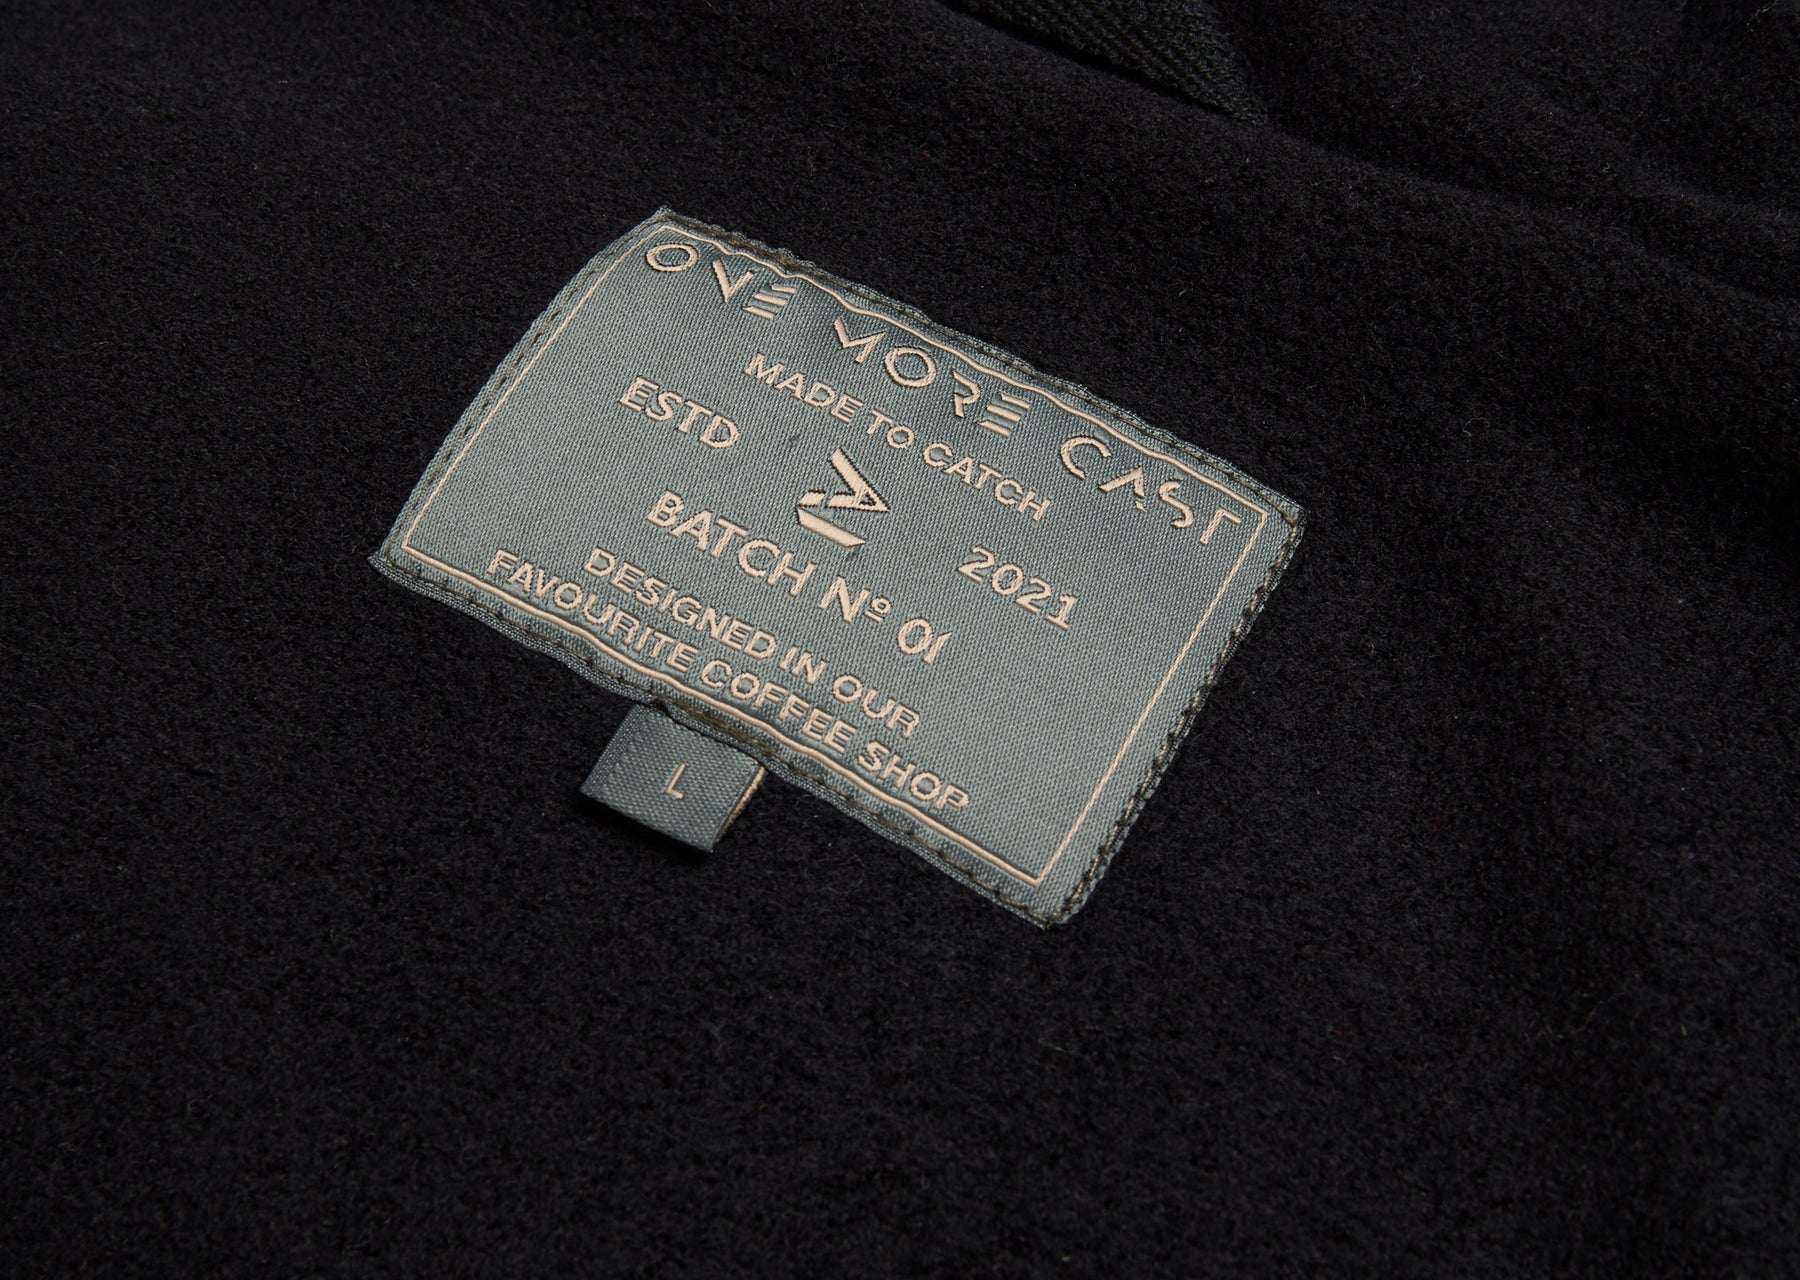 ONE MORE CAST
MADE TO CATCH
ESTD 2021
BATCH Nº 01
DESIGNED IN OUR
FAVOURITE COFFEE SHOP
L